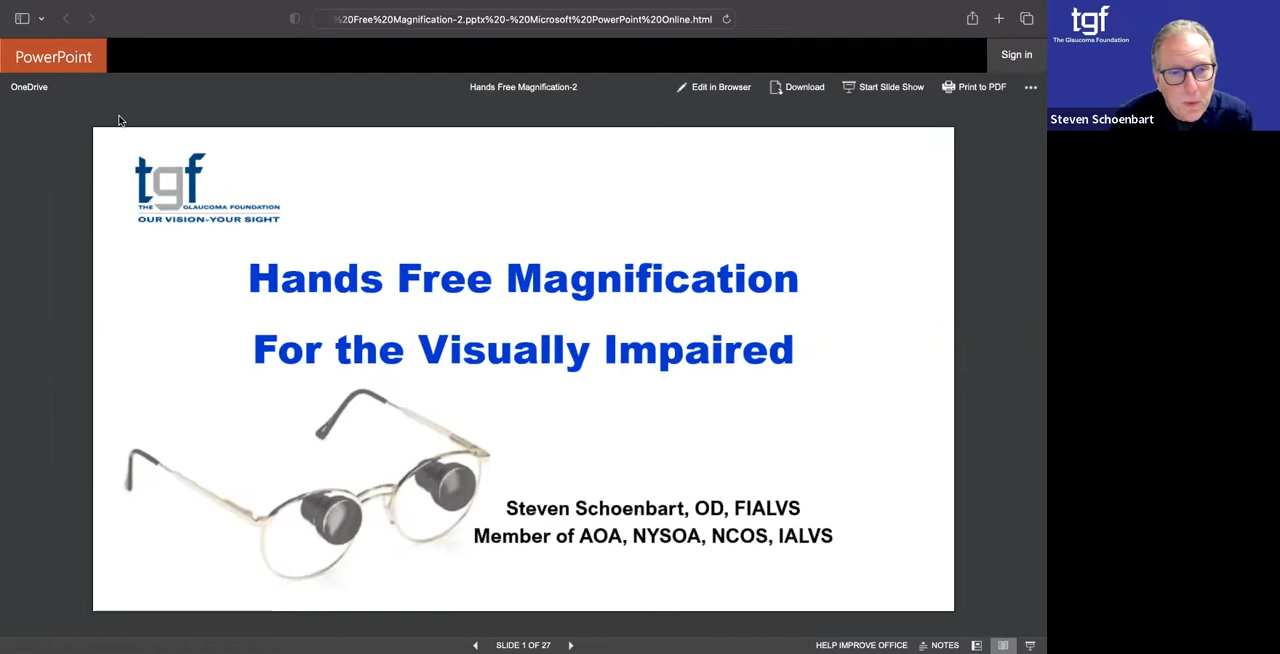 %20Free%20Magnification-2.pptx%20-%20Microsoft%20PowerPoint%20Online.html
PowerPoint
Sign in
OneDrive
Hands Free Magnification-2
Edit in Browser
Download
Start Slide Show
Print to PDF
tgf
The Glaucoma Foundation
Steven Schoenbart
tgf
THE GLAUCOMA FOUNDATION
OUR VISION-YOUR SIGHT
Hands Free Magnification
For the Visually Impaired
Steven Schoenbart, OD, FIALVS
Member of AOA, NYSOA, NCOS, IALVS
SLIDE 1 OF 27
HELP IMPROVE OFFICE
NOTES